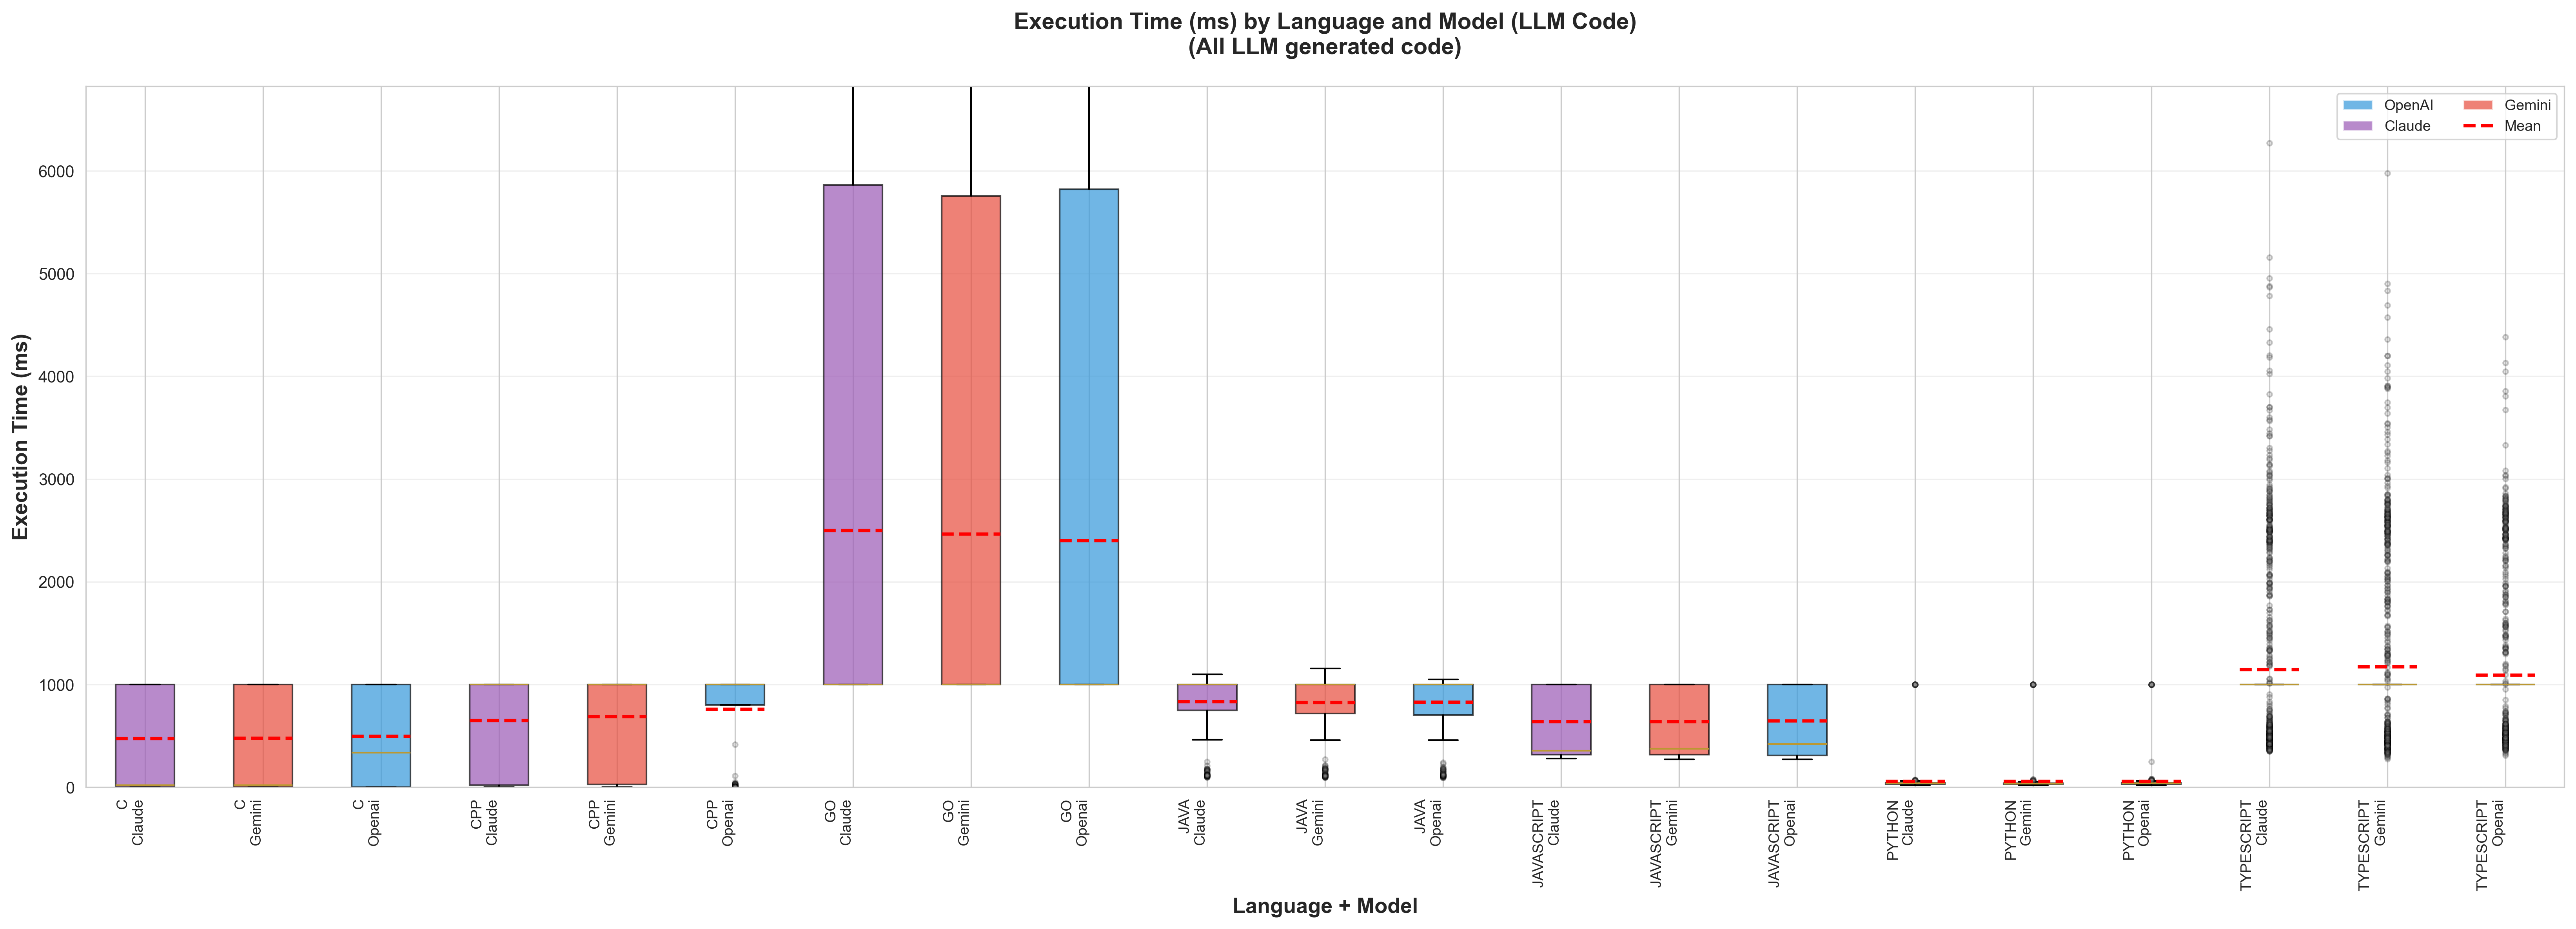 Execution Time (ms) by Language and Model (LLM Code)
(All LLM generated code)
OpenAI
Claude
Gemini
Mean
Execution Time (ms)
6000
5000
4000
3000
2000
1000
0
C
Claude
C
Gemini
C
Openai
CPP
Claude
CPP
Gemini
CPP
Openai
GO
Claude
GO
Gemini
GO
Openai
JAVA
Claude
JAVA
Gemini
JAVA
Openai
JAVASCRIPT
Claude
JAVASCRIPT
Gemini
JAVASCRIPT
Openai
PYTHON
Claude
PYTHON
Gemini
PYTHON
Openai
TYPESCRIPT
Claude
TYPESCRIPT
Gemini
TYPESCRIPT
Openai
Language + Model